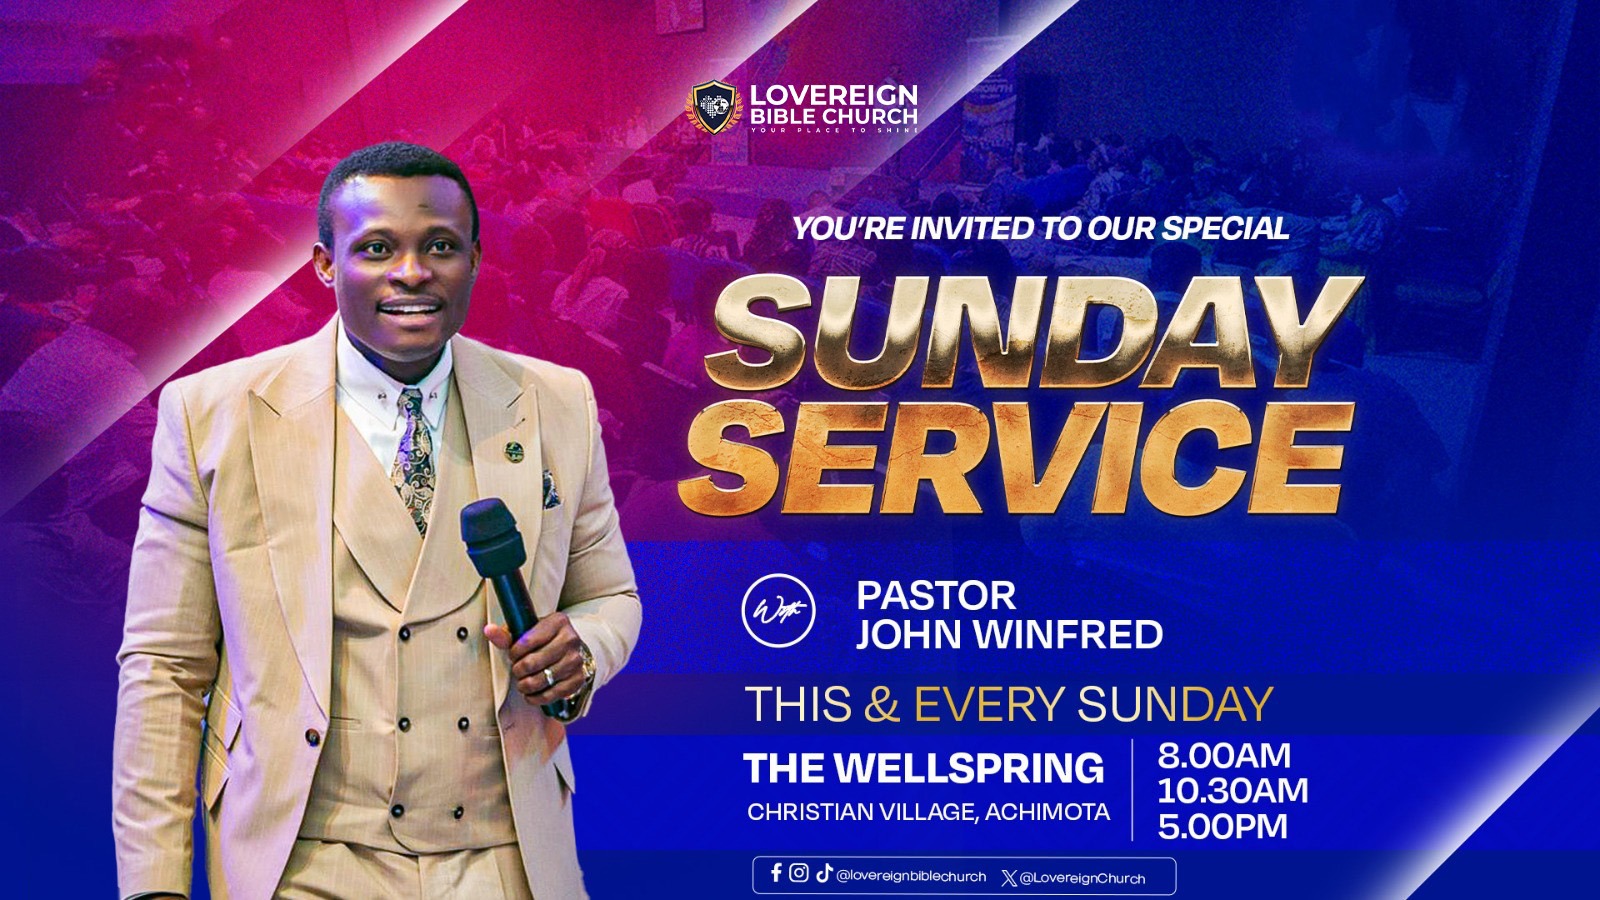 LOVEREIGN
BIBLE CHURCH
YOUR PLACE TO SHINE
YOU'RE INVITED TO OUR SPECIAL
SUNDAY
SERVICE
PASTOR
JOHN WINFRED
THIS & EVERY SUNDAY
THE WELLSPRING
CHRISTIAN VILLAGE, ACHIMOTA
8.00AM
10.30AM
5.00PM
@lovereignbiblechurch @LovereignChurch